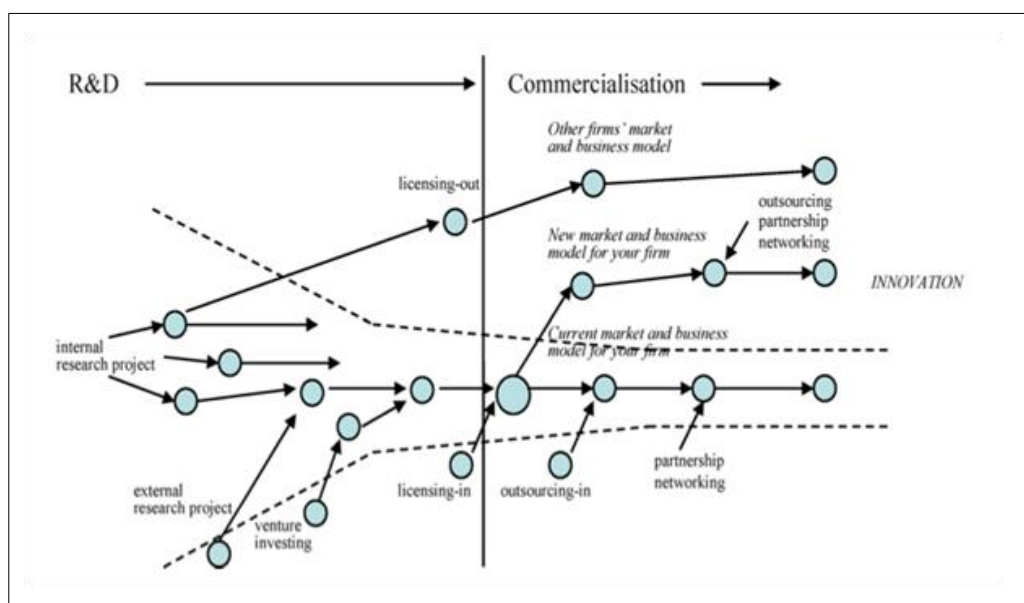 R&D
Commercialisation
Other firms' market
and business model
licensing-out
outsourcing
partnership
networking
New market and business
model for your firm
INNOVATION
Current market and business
model for your firm
internal
research project
external
research project
venture
investing
licensing-in
outsourcing-in
partnership
networking